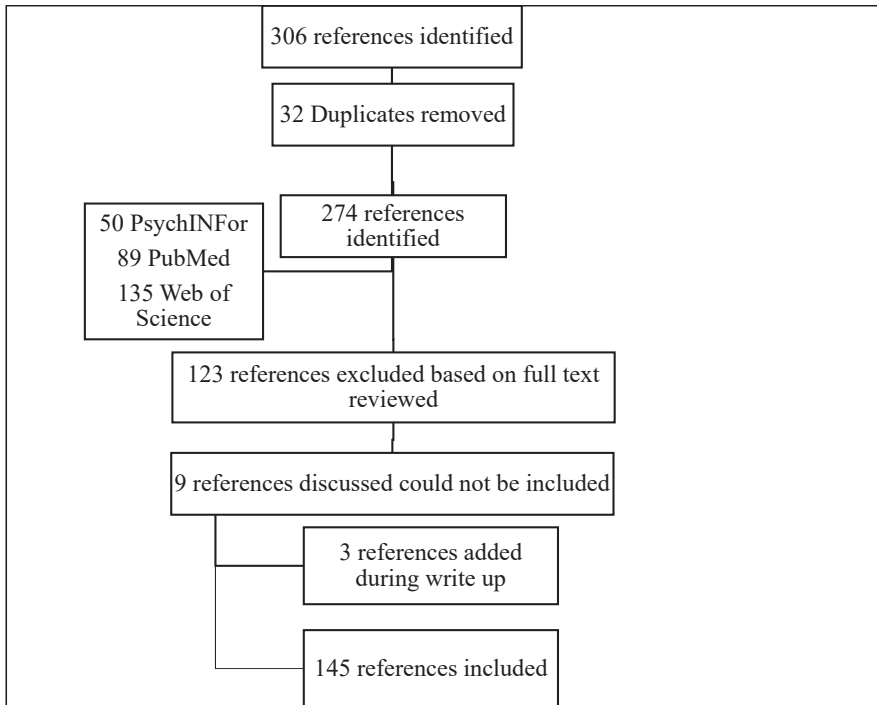 306 references identified
32 Duplicates removed
274 references
identified
50 PsychINFor
89 PubMed
135 Web of
Science
123 references excluded based on full text
reviewed
9 references discussed could not be included
3 references added
during write up
145 references included